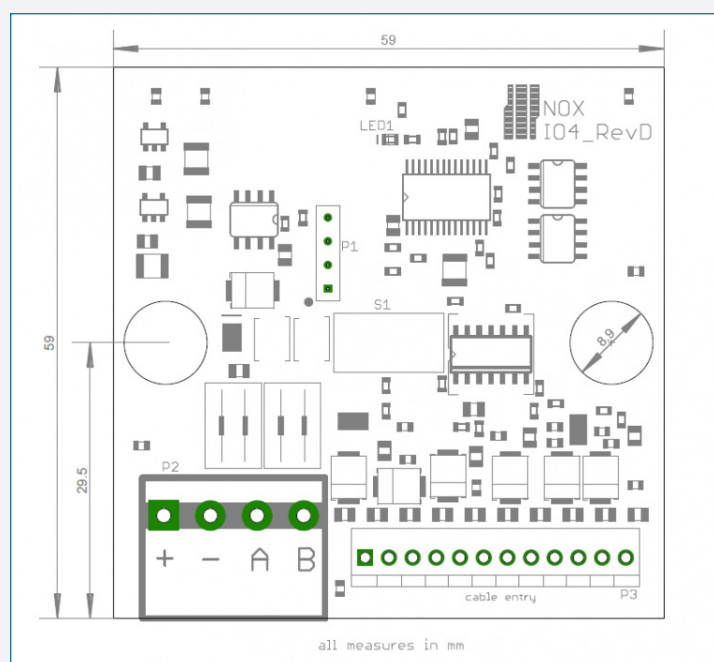 59
NOX
IO4_RevD
LED1
P1
S1
8.9
59
29.5
P2
+ - A B
cable entry
P3
all measures in mm